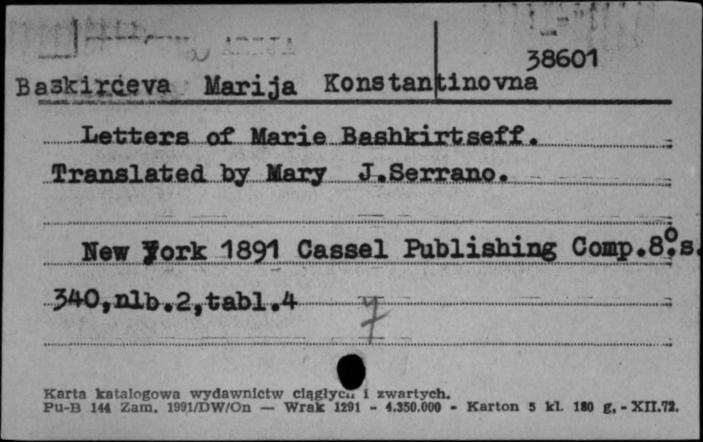 38601
Baskirćeva Marija Konstantinovna
Letters of Marie Bashkirtseff.
Translated by Mary J.Serrano.
New York 1891 Cassel Publishing Comp.8°.s.
340,nlb.2,tabl.4
7
Karta katalogowa wydawnictw ciągłych i zwartych.
Pu-B 144 Zam. 1991/DW/On — Wrak 1291 - 4.350.000 - Karton 5 kl. 180 g, - XII.72.